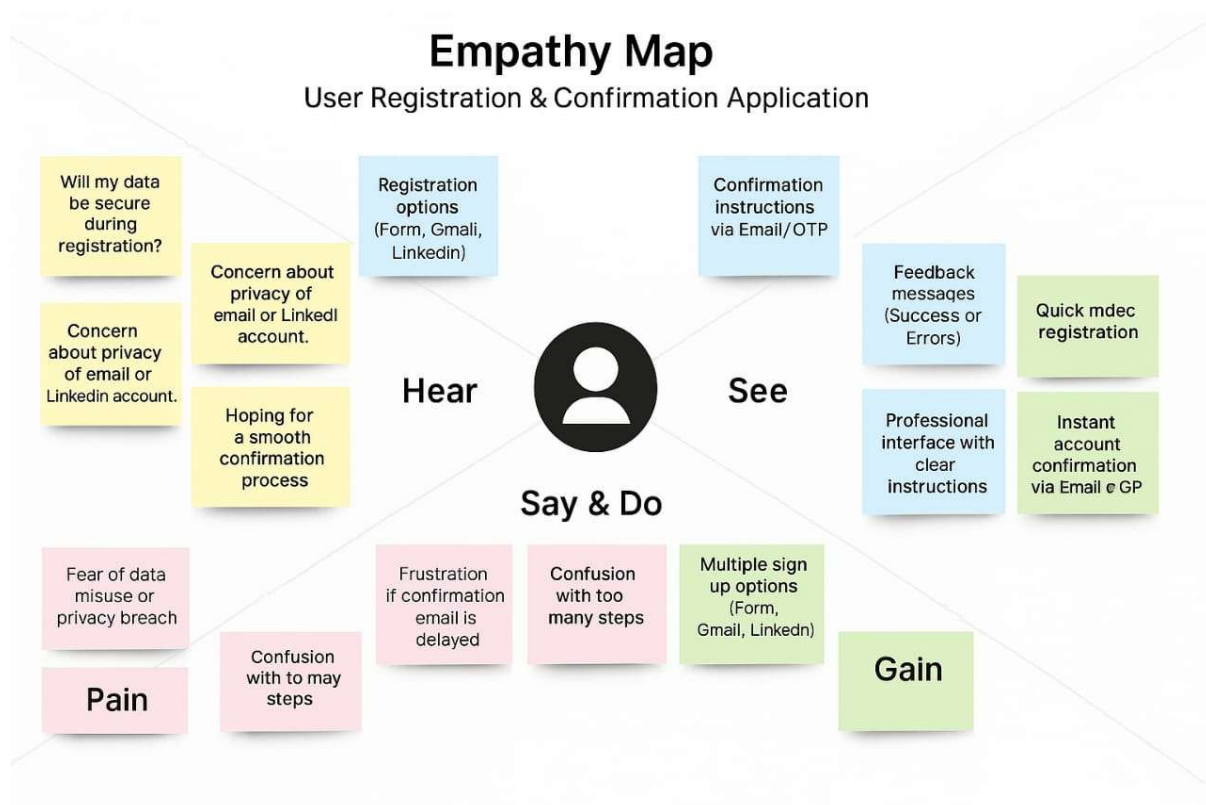 Empathy Map
User Registration & Confirmation Application
Will my data
be secure
during
registration?
Concern about
privacy of
email or Linkedl
account.
Concern
about privacy
of email or
Linkedin account.
Hoping for
a smooth
confirmation
process
Registration
options
(Form, Gmali,
Linkedin)
Confirmation
instructions
via Email/OTP
Feedback
messages
(Success or
Errors)
Quick mdec
registration
Professional
interface with
clear
instructions
Instant
account
confirmation
via Email e GP
Hear
See
Say & Do
Fear of data
misuse or
privacy breach
Pain
Confusion
with to may
steps
Frustration
if confirmation
email is
delayed
Confusion
with too
many steps
Multiple sign
up options
(Form,
Gmail, Linkedn)
Gain